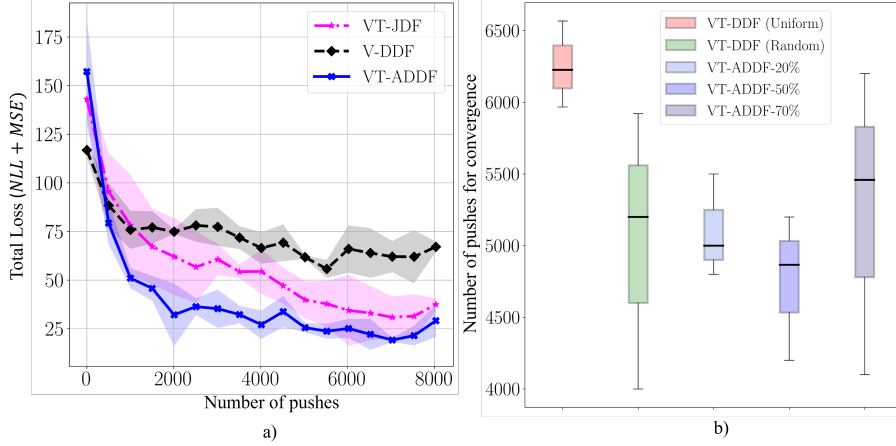 VT-JDF
V-DDF
VT-ADDF
Total Loss (NLL + MSE)
175
150
125
100
75
50
25
0
2000
4000
6000
8000
Number of pushes
a)
VT-DDF (Uniform)
VT-DDF (Random)
VT-ADDF-20%
VT-ADDF-50%
VT-ADDF-70%
Number of pushes for convergence
6500
6000
5500
5000
4500
4000
b)